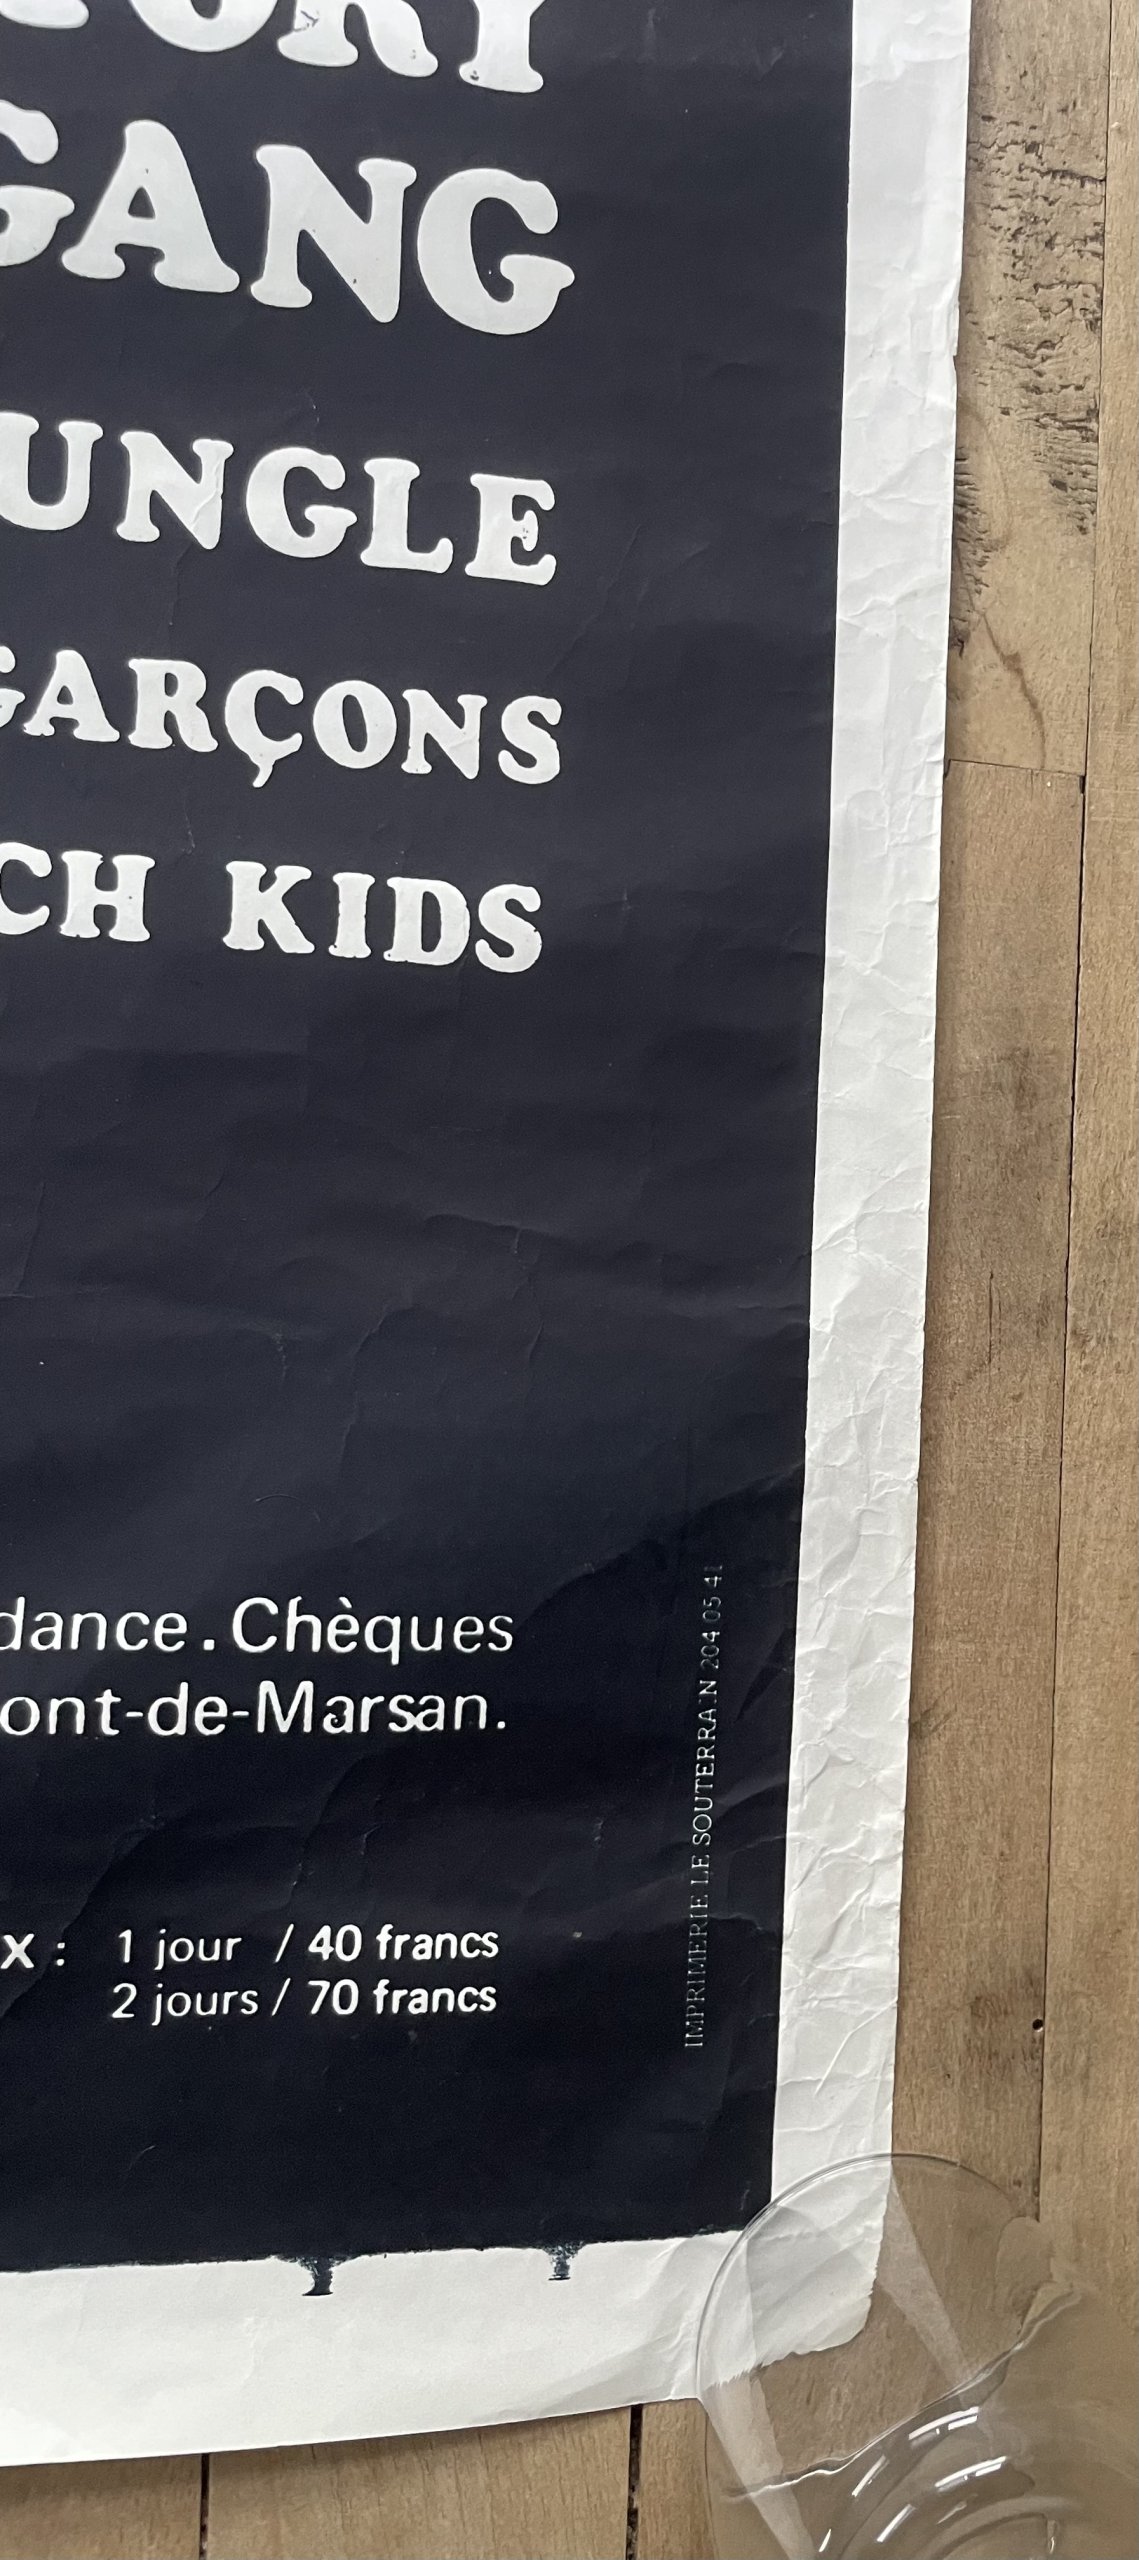 ORY
GANG
UNGLE
GARÇONS
CH KIDS
dance. Chèques
ont-de-Marsan.
x : 1 jour / 40 francs
2 jours / 70 francs
IMPRIMERIE LE SOUTERRAIN 204 05 41